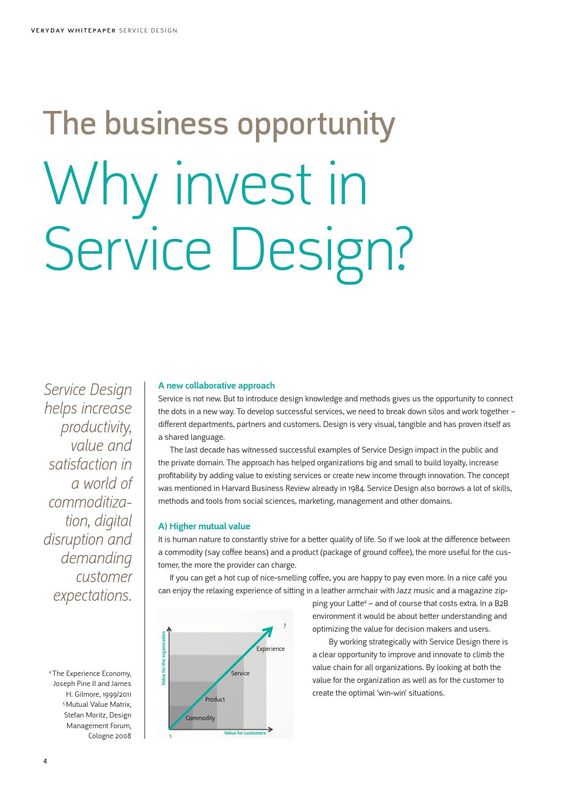 VERYDAY WHITEPAPER SERVICE DESIGN
The business opportunity
Why invest in
Service Design?
Service Design
helps increase
productivity,
value and
satisfaction in
a world of
commoditiza-
tion, digital
disruption and
demanding
customer
expectations.
A new collaborative approach
Service is not new. But to introduce design knowledge and methods gives us the opportunity to connect
the dots in a new way. To develop successful services, we need to break down silos and work together –
different departments, partners and customers. Design is very visual, tangible and has proven itself as
a shared language.
The last decade has witnessed successful examples of Service Design impact in the public and
the private domain. The approach has helped organizations big and small to build loyalty, increase
profitability by adding value to existing services or create new income through innovation. The concept
was mentioned in Harvard Business Review already in 1984. Service Design also borrows a lot of skills,
methods and tools from social sciences, marketing, management and other domains.
A) Higher mutual value
It is human nature to constantly strive for a better quality of life. So if we look at the difference between
a commodity (say coffee beans) and a product (package of ground coffee), the more useful for the cus-
tomer, the more the provider can charge.
If you can get a hot cup of nice-smelling coffee, you are happy to pay even more. In a nice café you
can enjoy the relaxing experience of sitting in a leather armchair with Jazz music and a magazine zip-
ping your Latte⁴ – and of course that costs extra. In a B2B
environment it would be about better understanding and
optimizing the value for decision makers and users.
By working strategically with Service Design there is
a clear opportunity to improve and innovate to climb the
value chain for all organizations. By looking at both the
value for the organization as well as for the customer to
create the optimal 'win-win' situations.
Value for the organisation
?
Experience
Service
Product
Commodity
Value for customers
5
⁴ The Experience Economy,
Joseph Pine II and James
H. Gilmore, 1999/2011
⁵ Mutual Value Matrix,
Stefan Moritz, Design
Management Forum,
Cologne 2008
4